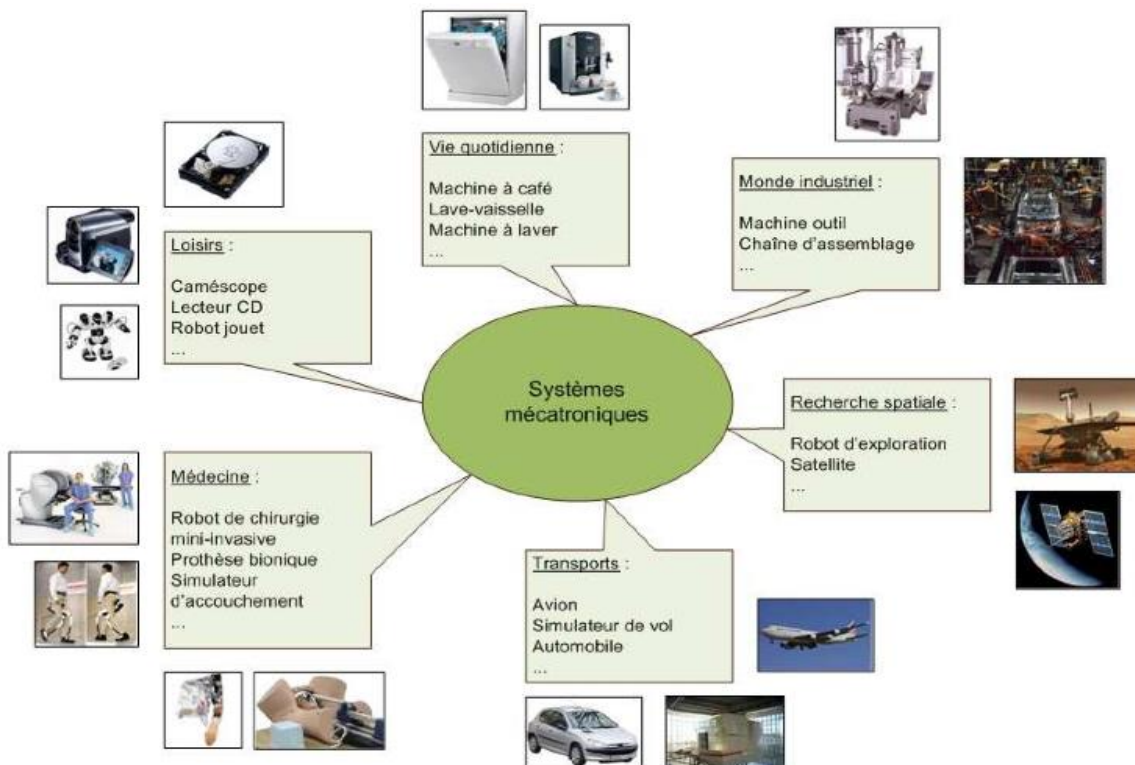 Vie quotidienne :
Machine à café
Lave-vaisselle
Machine à laver
...
Monde industriel :
Machine outil
Chaîne d'assemblage
...
Loisirs :
Caméscope
Lecteur CD
Robot jouet
...
Systèmes
mécatroniques
Recherche spatiale :
Robot d'exploration
Satellite
...
Médecine :
Robot de chirurgie
mini-invasive
Prothèse bionique
Simulateur
d'accouchement
...
Transports :
Avion
Simulateur de vol
Automobile
...